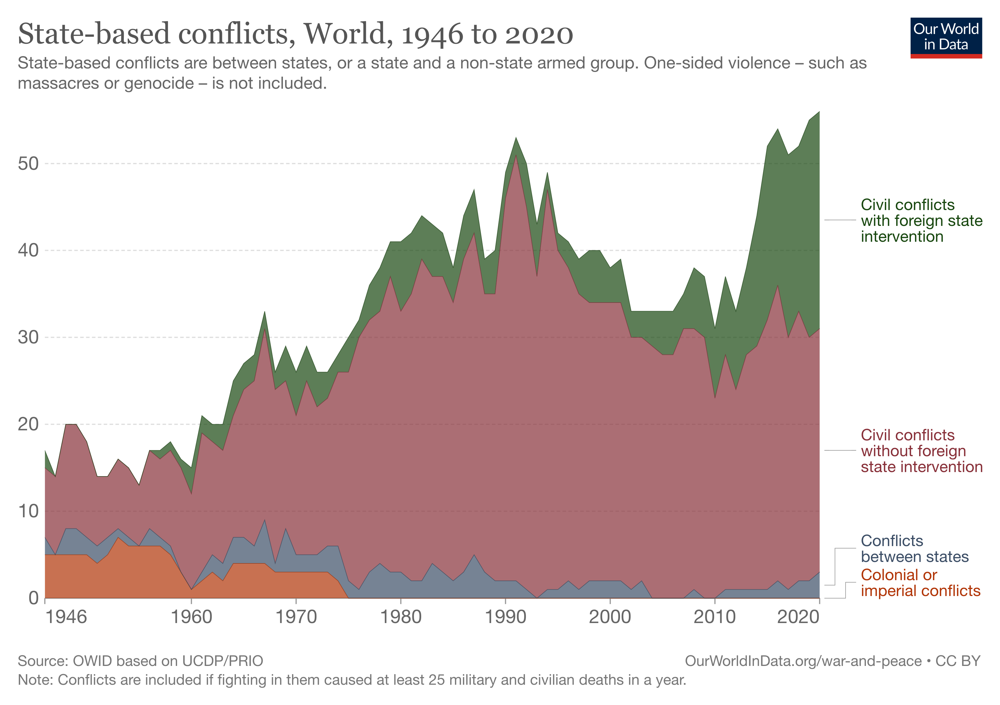 State-based conflicts, World, 1946 to 2020
Our World
in Data
State-based conflicts are between states, or a state and a non-state armed group. One-sided violence – such as
massacres or genocide – is not included.
50
40
30
20
10
0
Civil conflicts
with foreign state
intervention
Civil conflicts
without foreign
state intervention
Conflicts
between states
Colonial or
imperial conflicts
1946 1960 1970 1980 1990 2000 2010 2020
Source: OWID based on UCDP/PRIO
OurWorldInData.org/war-and-peace • CC BY
Note: Conflicts are included if fighting in them caused at least 25 military and civilian deaths in a year.